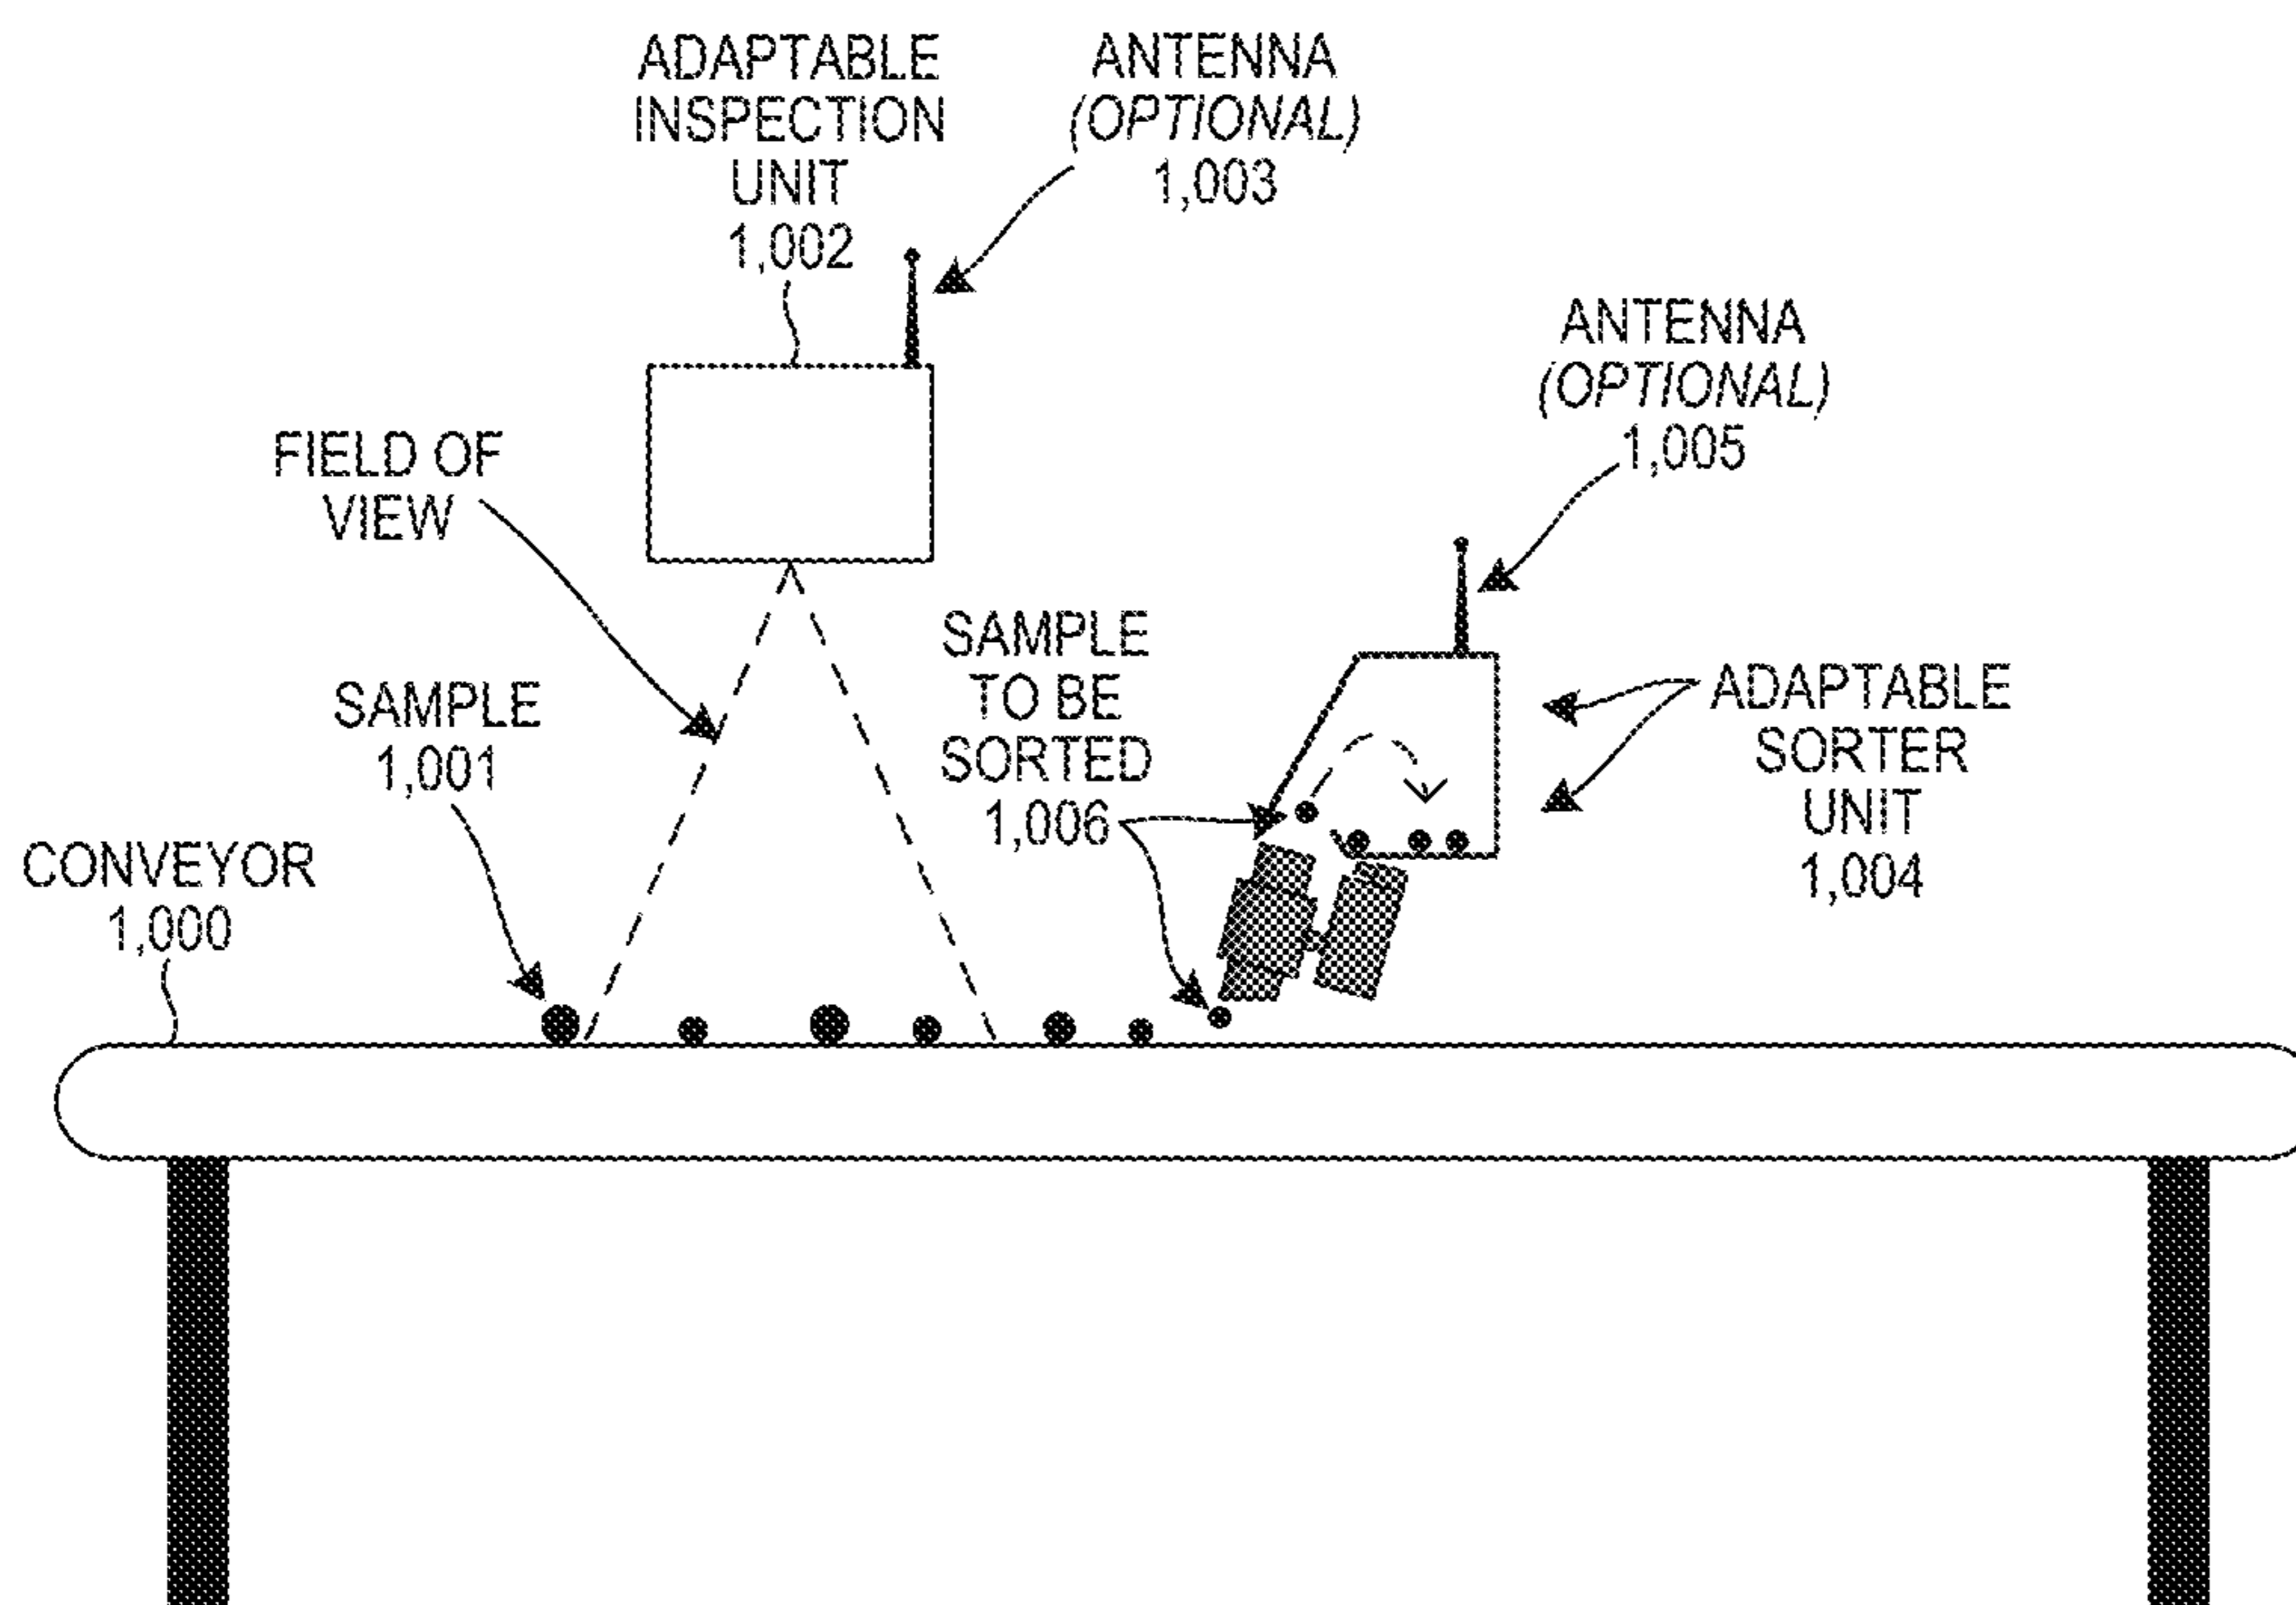 ADAPTABLE
INSPECTION
UNIT
1,002
ANTENNA
(OPTIONAL)
1,003
ANTENNA
(OPTIONAL)
1,005
FIELD OF
VIEW
SAMPLE
TO BE
SORTED
1,006
SAMPLE
1,001
ADAPTABLE
SORTER
UNIT
1,004
CONVEYOR
1,000